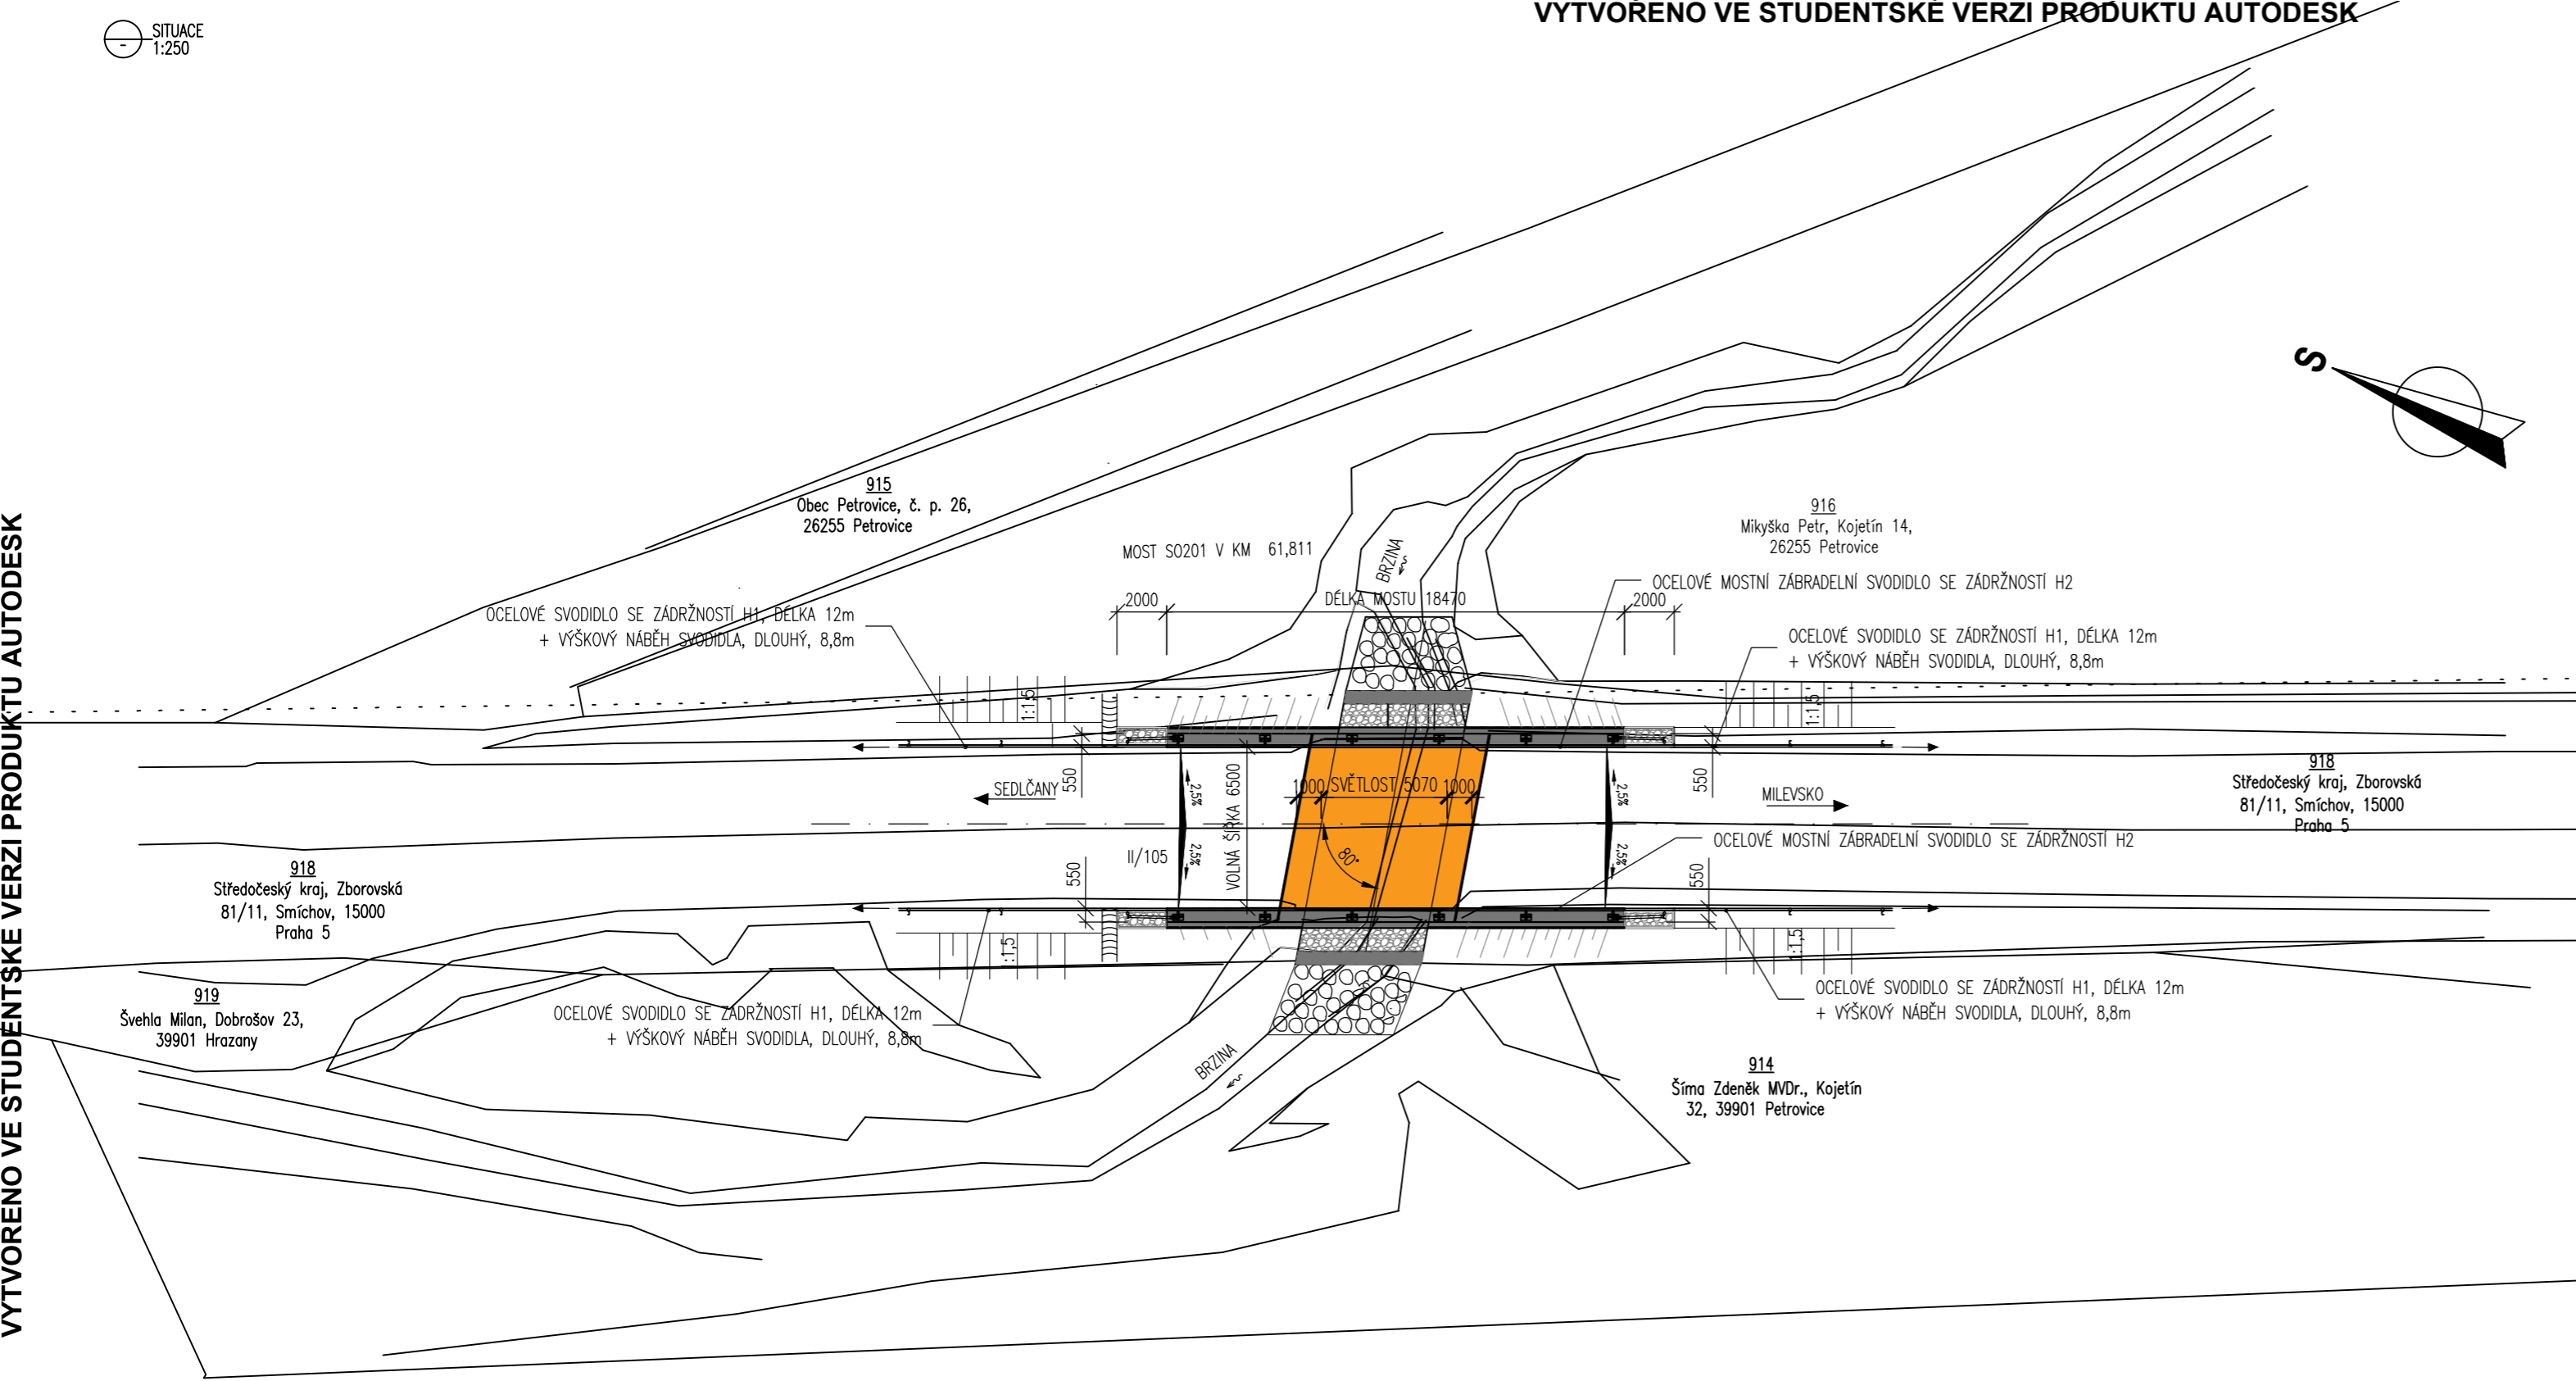 VYTVOŘENO VE STUDENTSKÉ VERZI PRODUKTU AUTODESK
SITUACE
1:250
-
S
VYTVOŘENO VE STUDENTSKÉ VERZI PRODUKTU AUTODESK
915
Obec Petrovice, č. p. 26,
26255 Petrovice
916
Mikyška Petr, Kojetín 14,
26255 Petrovice
MOST SO201 V KM 61,811
BRZINA
OCELOVÉ MOSTNÍ ZÁBRADELNÍ SVODIDLO SE ZÁDRŽNOSTÍ H2
2000
DÉLKA MOSTU 18470
2000
OCELOVÉ SVODIDLO SE ZÁDRŽNOSTÍ H1, DÉLKA 12m
+ VÝŠKOVÝ NÁBĚH SVODIDLA, DLOUHÝ, 8,8m
OCELOVÉ SVODIDLO SE ZÁDRŽNOSTÍ H1, DÉLKA 12m
+ VÝŠKOVÝ NÁBĚH SVODIDLA, DLOUHÝ, 8,8m
1:1,5
1:1,5
550
SEDLČANY
2,5%
VOLNÁ ŠÍŘKA 6500
1000
SVĚTLOST 5070
1000
2,5%
550
MILEVSKO
918
Středočeský kraj, Zborovská
81/11, Smíchov, 15000
Praha 5
OCELOVÉ MOSTNÍ ZÁBRADELNÍ SVODIDLO SE ZÁDRŽNOSTÍ H2
II/105
2,5%
80°
2,5%
550
550
918
Středočeský kraj, Zborovská
81/11, Smíchov, 15000
Praha 5
1:1,5
1:1,5
919
Švehla Milan, Dobrošov 23,
39901 Hrazany
OCELOVÉ SVODIDLO SE ZÁDRŽNOSTÍ H1, DÉLKA 12m
+ VÝŠKOVÝ NÁBĚH SVODIDLA, DLOUHÝ, 8,8m
OCELOVÉ SVODIDLO SE ZÁDRŽNOSTÍ H1, DÉLKA 12m
+ VÝŠKOVÝ NÁBĚH SVODIDLA, DLOUHÝ, 8,8m
BRZINA
914
Šíma Zdeněk MVDr., Kojetín
32, 39901 Petrovice